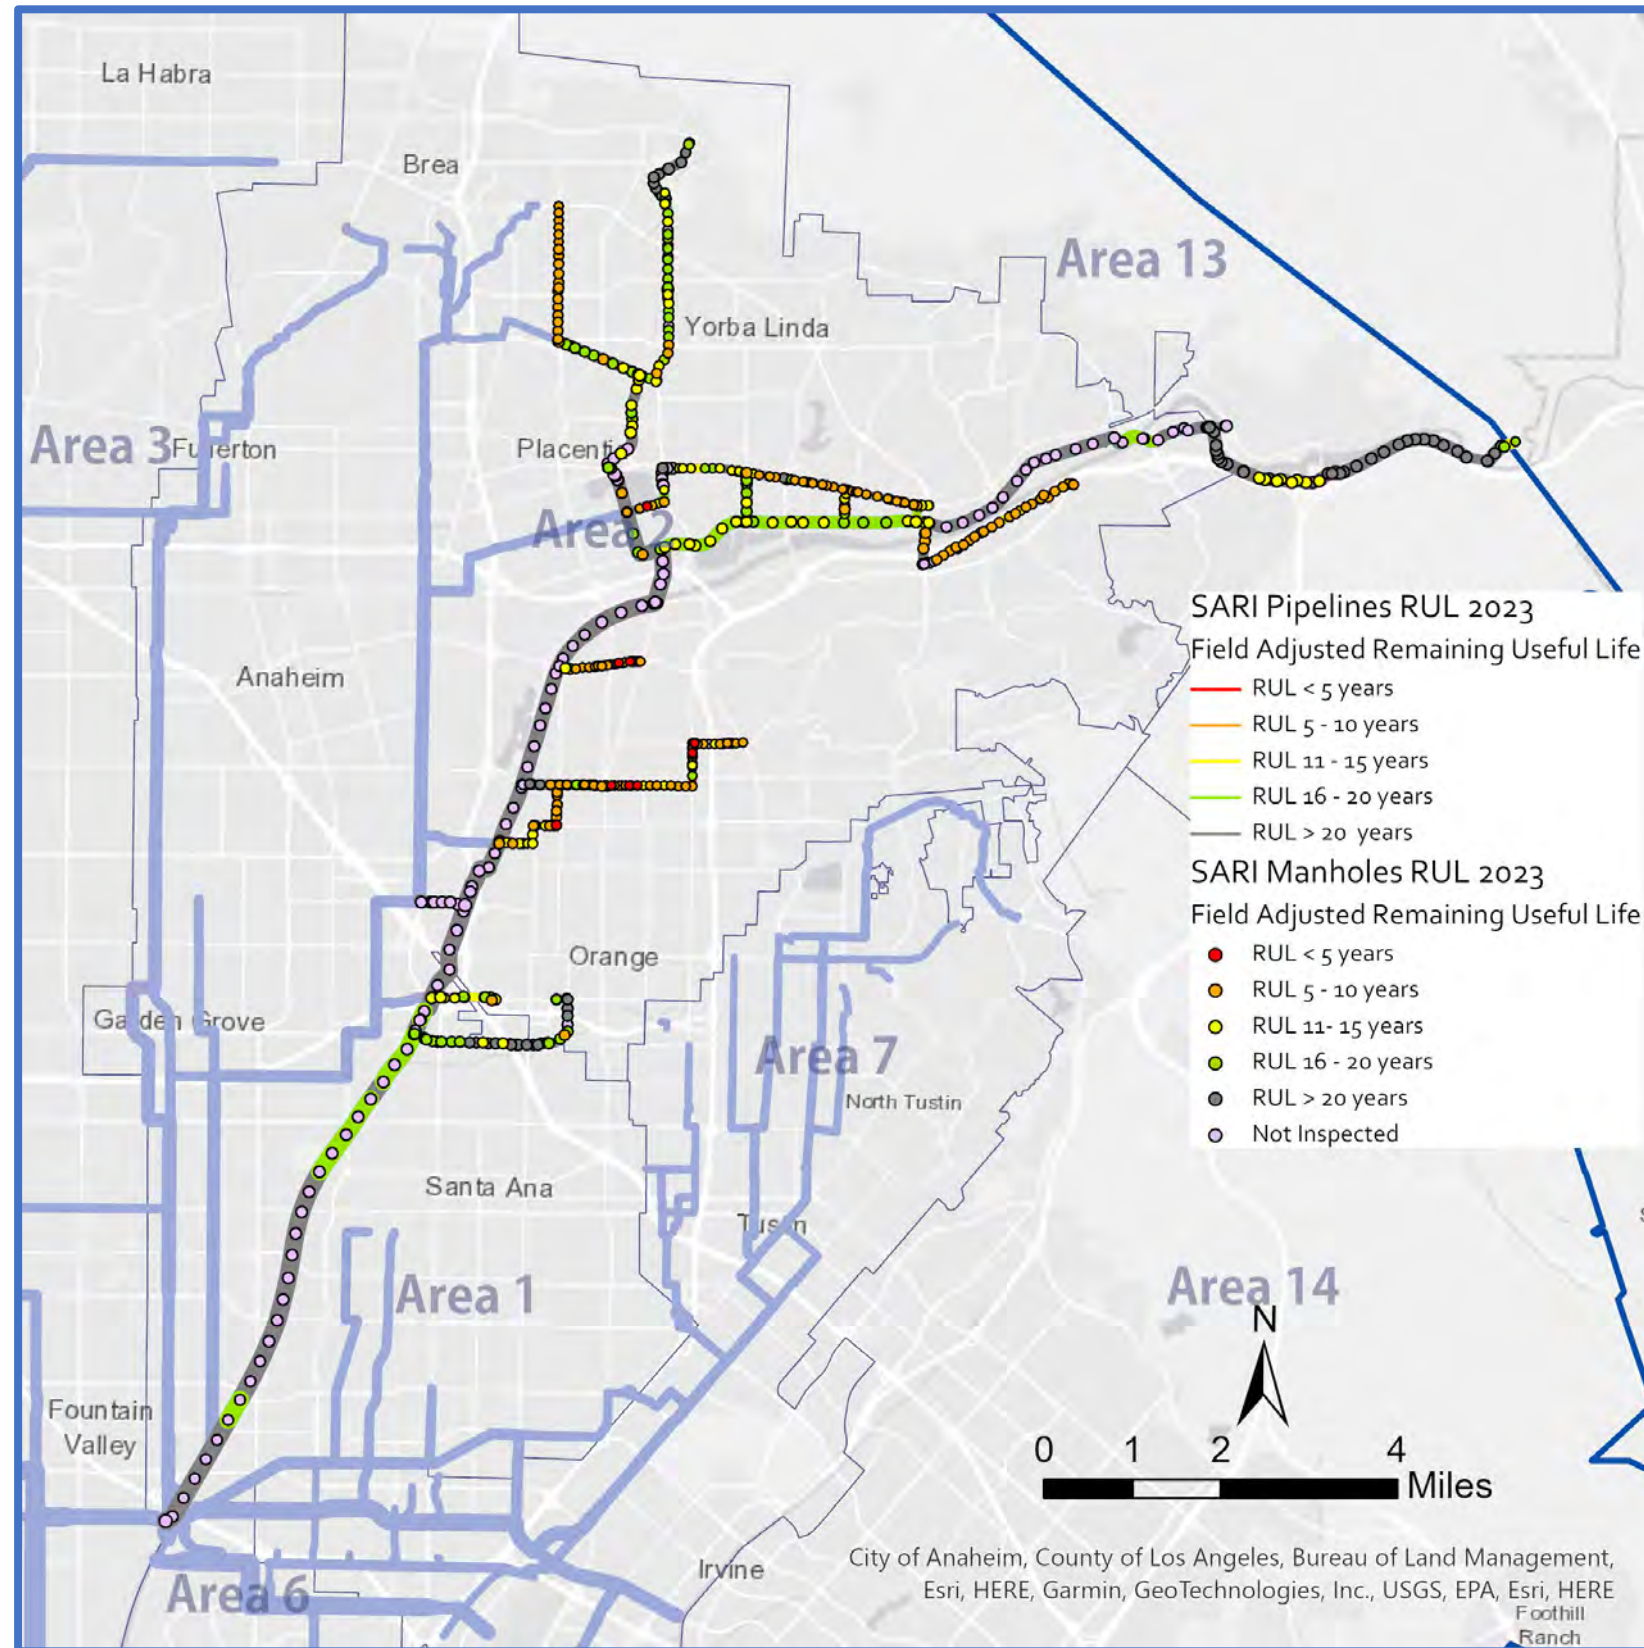 La Habra
Brea
Area 13
Yorba Linda
Area 3
Fullerton
Placenti
Area 2
SARI Pipelines RUL 2023
Field Adjusted Remaining Useful Life
RUL < 5 years
RUL 5 - 10 years
RUL 11 - 15 years
RUL 16 - 20 years
RUL > 20 years
SARI Manholes RUL 2023
Field Adjusted Remaining Useful Life
RUL < 5 years
RUL 5 - 10 years
RUL 11- 15 years
RUL 16 - 20 years
RUL > 20 years
Not Inspected
Anaheim
Orange
Garden Grove
Area 7
North Tustin
Santa Ana
Tustin
Area 1
Area 14
N
Fountain
Valley
0 1 2 4
Miles
Irvine
City of Anaheim, County of Los Angeles, Bureau of Land Management,
Esri, HERE, Garmin, GeoTechnologies, Inc., USGS, EPA, Esri, HERE
Area 6
Foothill
Ranch